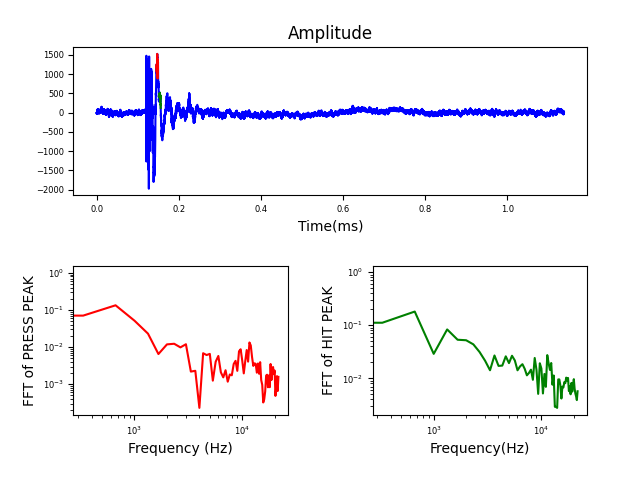 Amplitude
1500
1000
500
0
−500
−1000
−1500
−2000
0.0 0.2 0.4 0.6 0.8 1.0
Time(ms)
FFT of PRESS PEAK
10⁰
10⁻¹
10⁻²
10⁻³
10³ 10⁴
Frequency (Hz)
FFT of HIT PEAK
10⁰
10⁻¹
10⁻²
10³ 10⁴
Frequency(Hz)